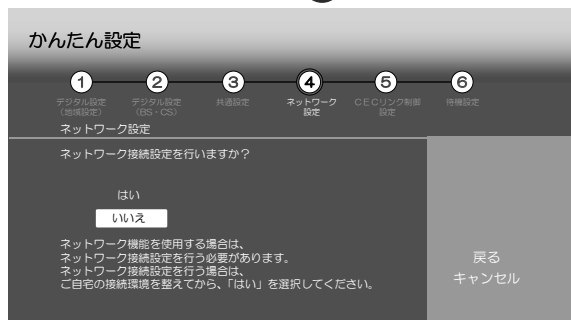 かんたん設定
1 2 3 4 5 6
デジタル設定
（地域設定）
デジタル設定
（BS・CS）
共通設定
ネットワーク
設定
CECリンク制御
設定
待機設定
ネットワーク設定
ネットワーク接続設定を行いますか？
はい
いいえ
ネットワーク機能を使用する場合は、
ネットワーク接続設定を行う必要があります。
ネットワーク接続設定を行う場合は、
ご自宅の接続環境を整えてから、「はい」を選択してください。
戻る
キャンセル